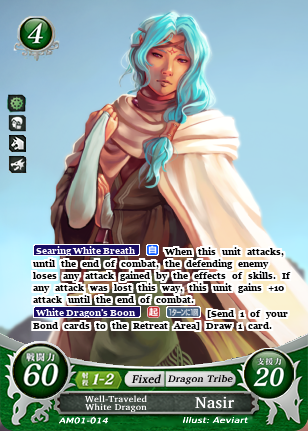 4
Searing White Breath 自 When this unit attacks,
until the end of combat, the defending enemy
loses any attack gained by the effects of skills. If
any attack was lost this way, this unit gains +10
attack until the end of combat.
White Dragon's Boon 起 1ターンに1回 [Send 1 of your
Bond cards to the Retreat Area] Draw 1 card.
戦闘力
60
射程 1-2
Fixed
Dragon Tribe
支援力
20
Well-Traveled
White Dragon
Nasir
AM01-014
Illust: Aeviart